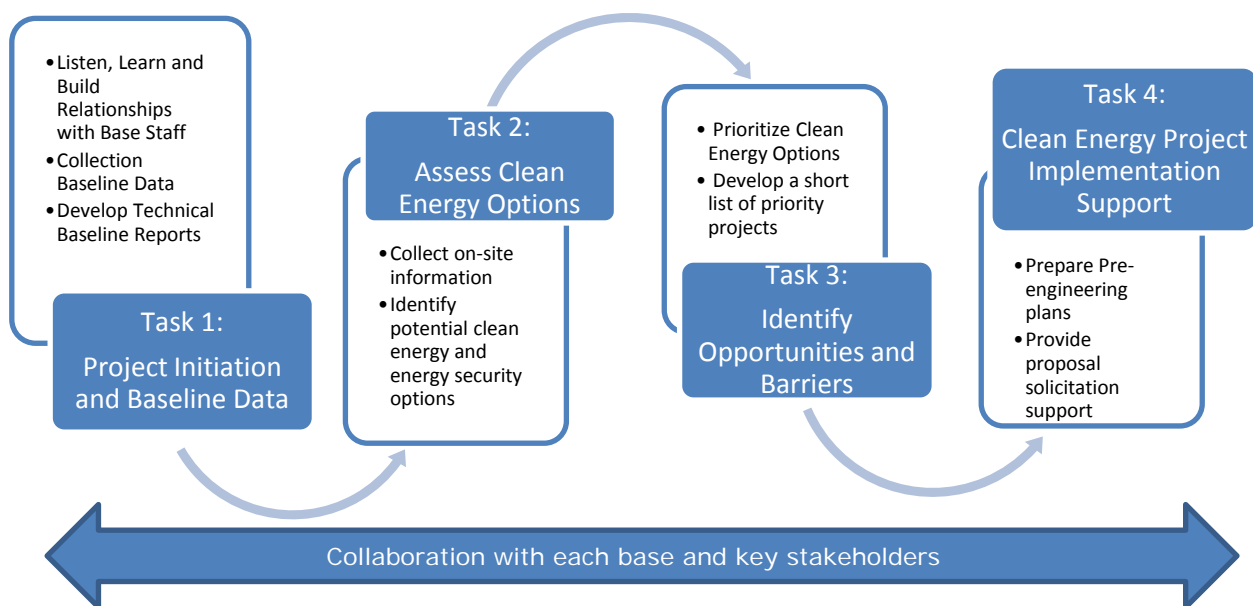 •Listen, Learn and
Build
Relationships
with Base Staff
•Collection
Baseline Data
•Develop Technical
Baseline Reports
Task 1:
Project Initiation
and Baseline Data
Task 2:
Assess Clean
Energy Options
•Collect on-site
information
•Identify
potential clean
energy and
energy security
options
• Prioritize Clean
Energy Options
• Develop a short
list of priority
projects
Task 3:
Identify
Opportunities and
Barriers
Task 4:
Clean Energy Project
Implementation
Support
•Prepare Pre-
engineering
plans
•Provide
proposal
solicitation
support
Collaboration with each base and key stakeholders